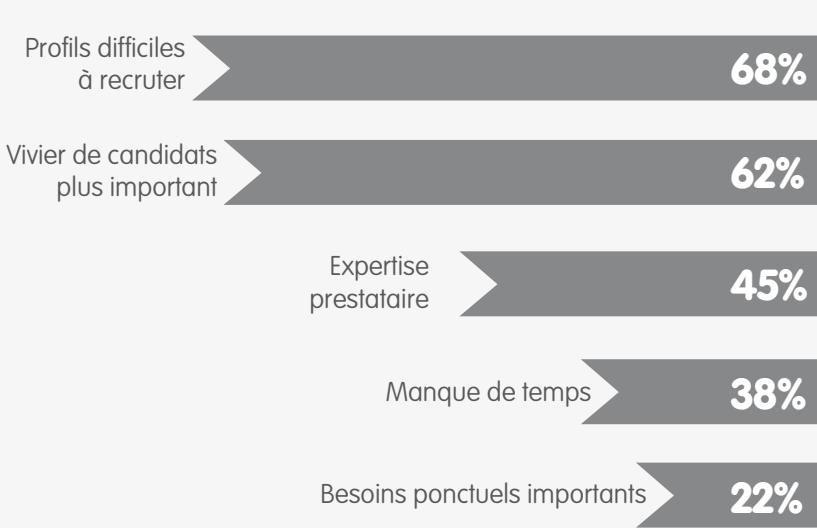 Profils difficiles
à recruter
68%
Vivier de candidats
plus important
62%
Expertise
prestataire
45%
Manque de temps
38%
Besoins ponctuels importants
22%